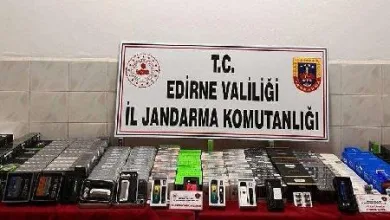 T.C.
EDİRNE VALİLİĞİ
İL JANDARMA KOMUTANLIĞI